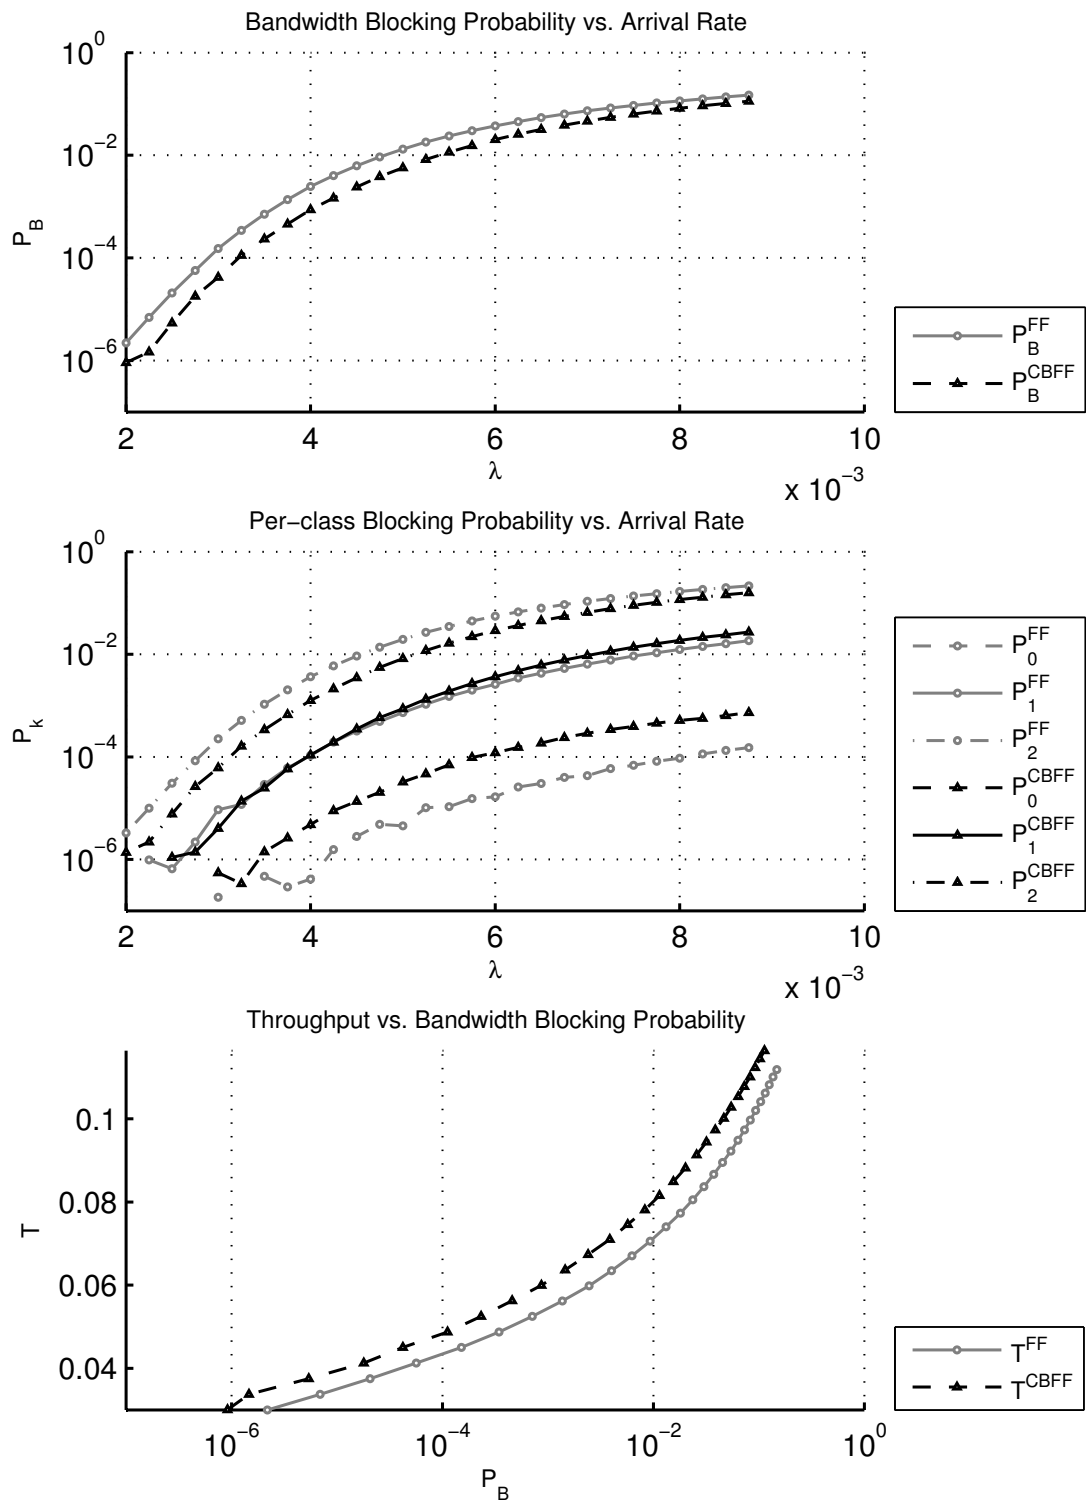 Bandwidth Blocking Probability vs. Arrival Rate
10^0
10^−2
10^−4
10^−6
P_B
2 4 6 8 10
λ
x 10^−3
P_B^FF
P_B^CBFF
Per−class Blocking Probability vs. Arrival Rate
10^0
10^−2
10^−4
10^−6
P_k
2 4 6 8 10
λ
x 10^−3
P_0^FF
P_1^FF
P_2^FF
P_0^CBFF
P_1^CBFF
P_2^CBFF
Throughput vs. Bandwidth Blocking Probability
0.1
0.08
0.06
0.04
T
10^−6 10^−4 10^−2 10^0
P_B
T^FF
T^CBFF